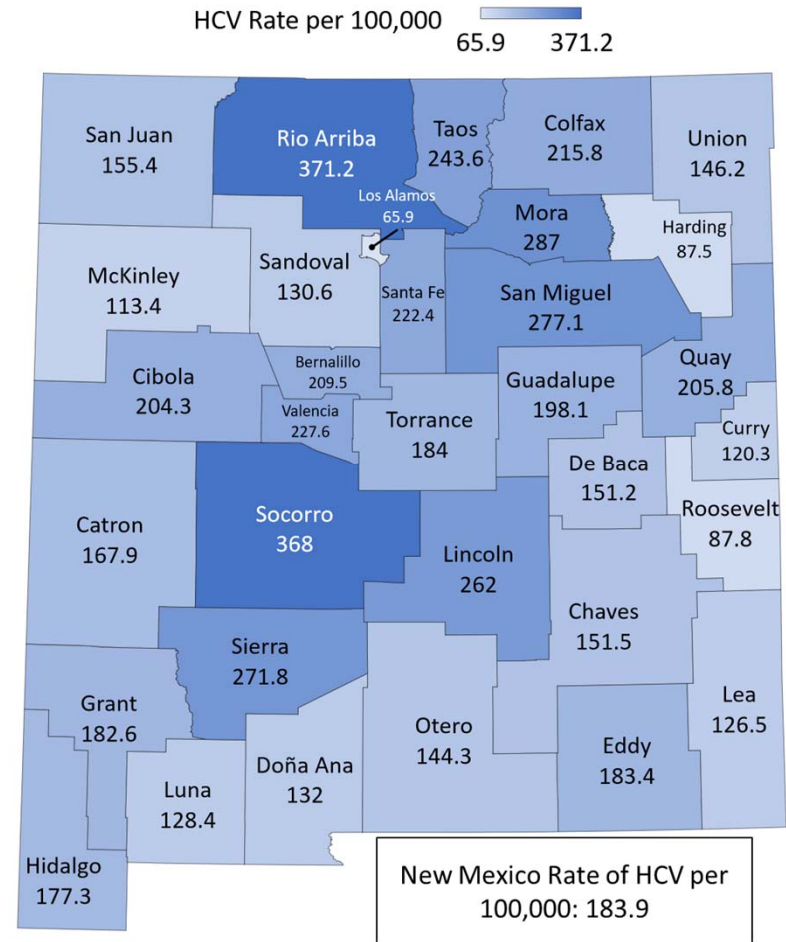 HCV Rate per 100,000
65.9 371.2
San Juan
155.4
Rio Arriba
371.2
Taos
243.6
Colfax
215.8
Union
146.2
Los Alamos
65.9
Mora
287
Harding
87.5
McKinley
113.4
Sandoval
130.6
Santa Fe
222.4
San Miguel
277.1
Cibola
204.3
Bernalillo
209.5
Valencia
227.6
Torrance
184
Guadalupe
198.1
Quay
205.8
Curry
120.3
De Baca
151.2
Roosevelt
87.8
Catron
167.9
Socorro
368
Lincoln
262
Chaves
151.5
Sierra
271.8
Grant
182.6
Lea
126.5
Otero
144.3
Eddy
183.4
Doña Ana
132
Luna
128.4
Hidalgo
177.3
New Mexico Rate of HCV per
100,000: 183.9